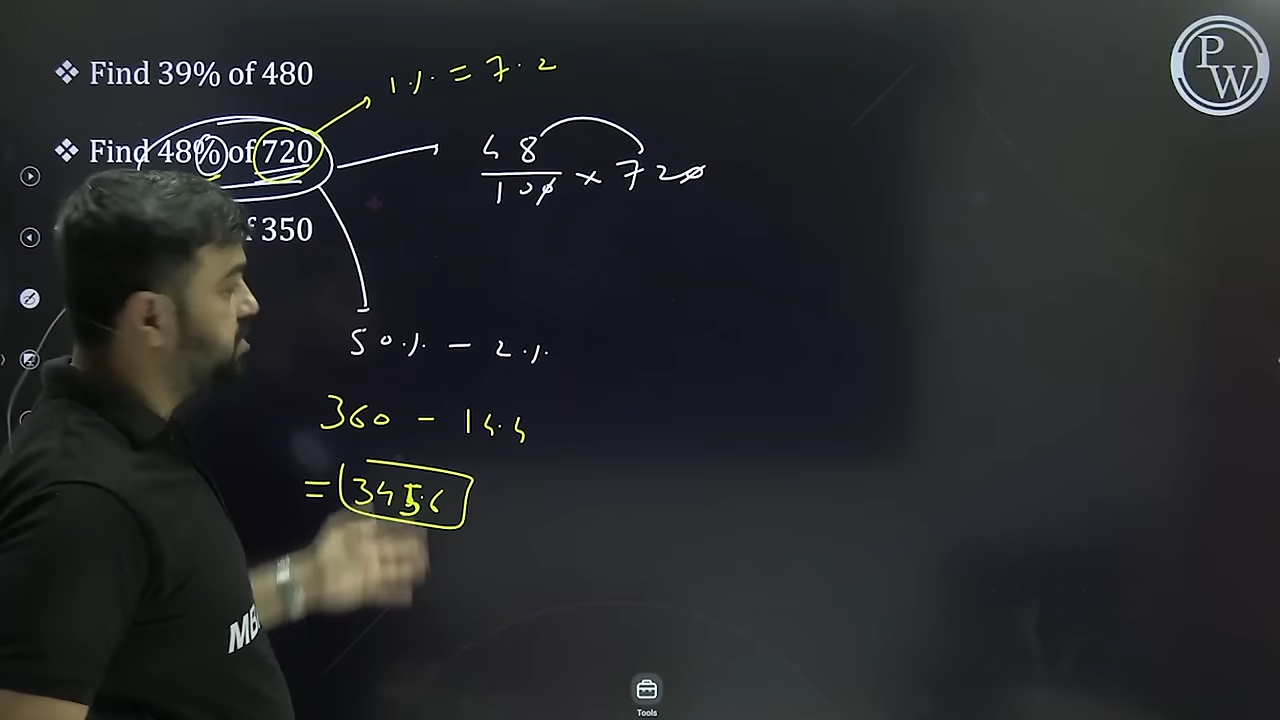 ❖ Find 39% of 480
1% = 7.2
❖ Find 48% of 720
48
100 × 720
350
50% - 2%
360 - 14.4
= 345.6
PW
Tools